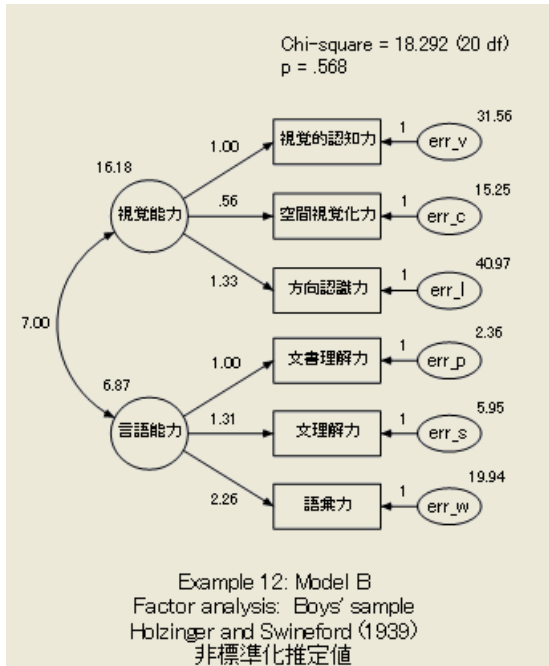 Chi-square = 18.292 (20 df)
p = .568
31.56
1.00
視覚的認知力
1
err_v
16.18
15.25
視覚能力
.56
空間視覚化力
1
err_c
40.97
1.33
方向認識力
1
err_l
7.00
2.36
1.00
文書理解力
1
err_p
6.87
5.95
言語能力
1.31
文理解力
1
err_s
19.94
2.26
語彙力
1
err_w
Example 12: Model B
Factor analysis: Boys' sample
Holzinger and Swineford (1939)
非標準化推定値